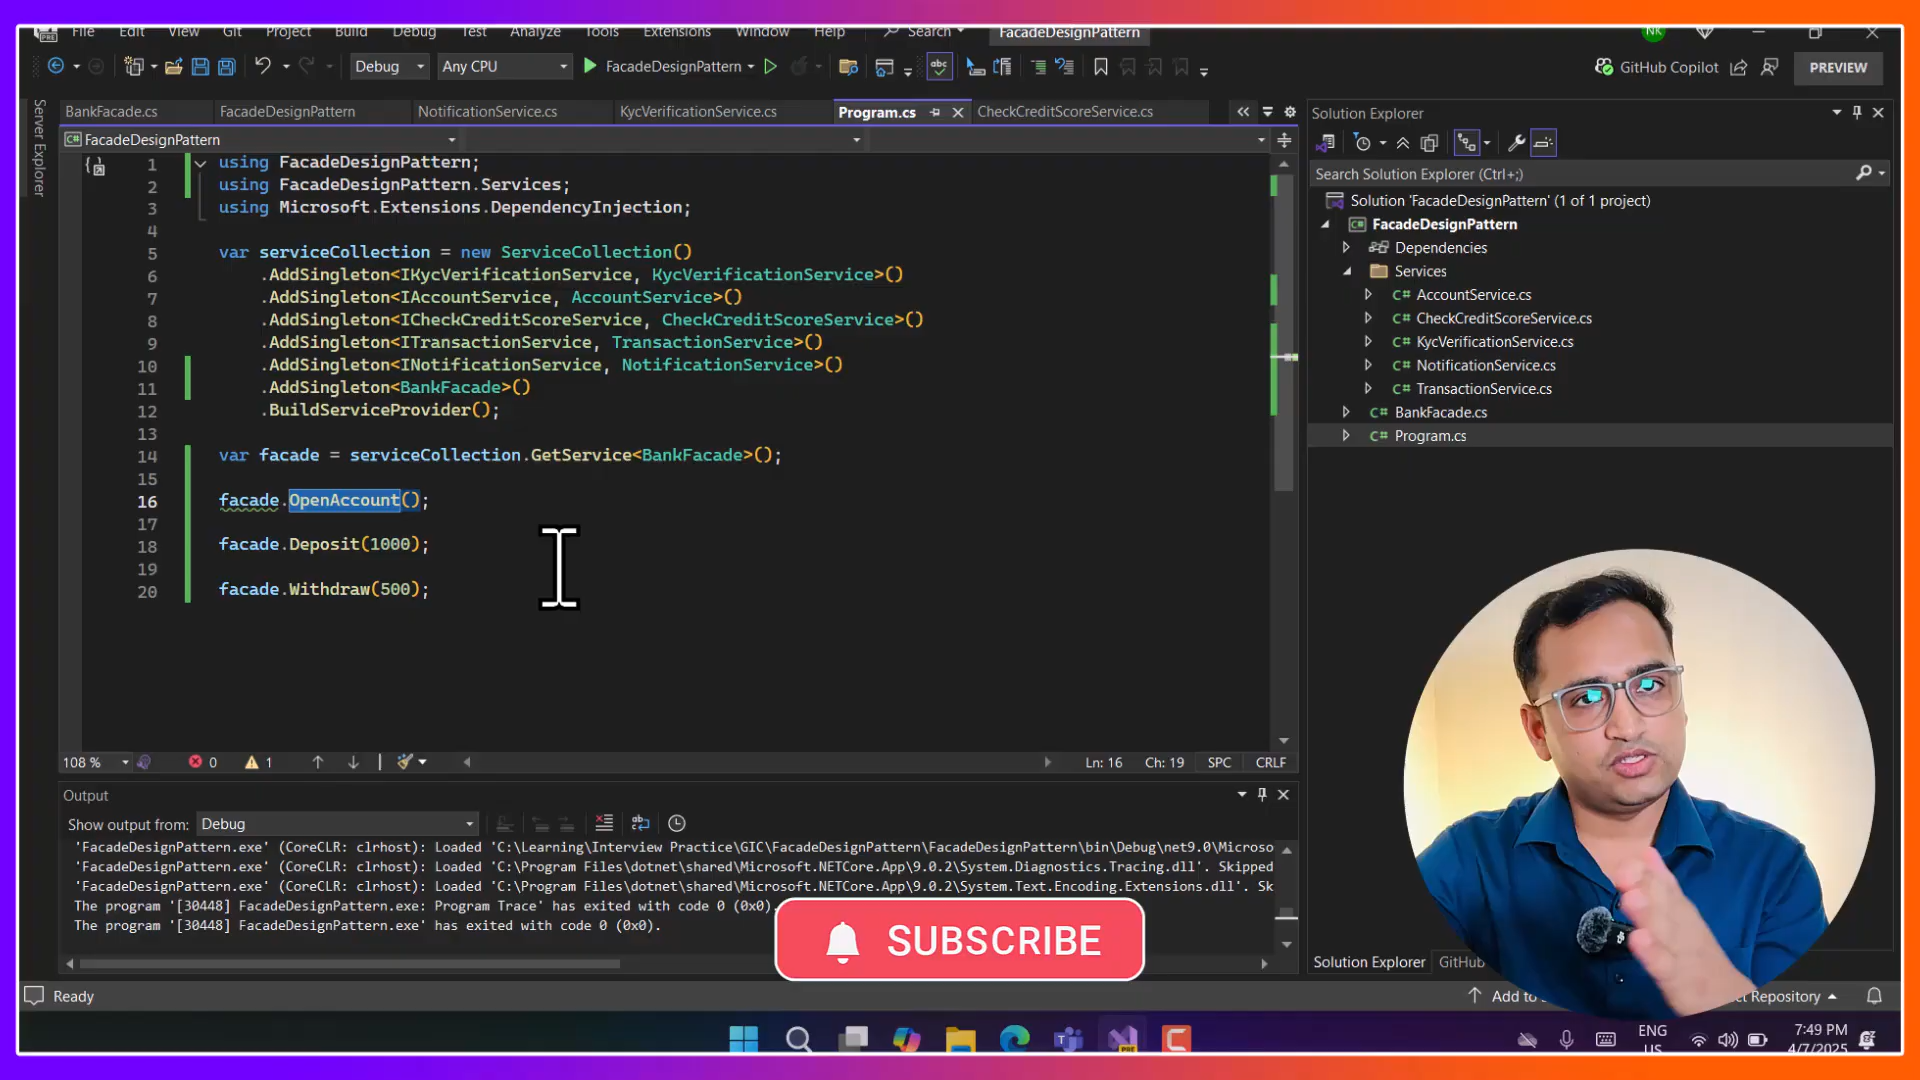 File Edit View Git Project Build Debug Test Analyze Tools Extensions Window Help Search FacadeDesignPattern NK
Debug Any CPU FacadeDesignPattern GitHub Copilot PREVIEW
Server Explorer
BankFacade.cs FacadeDesignPattern NotificationService.cs KycVerificationService.cs Program.cs CheckCreditScoreService.cs
FacadeDesignPattern
1 using FacadeDesignPattern;
2 using FacadeDesignPattern.Services;
3 using Microsoft.Extensions.DependencyInjection;
4
5 var serviceCollection = new ServiceCollection()
6 .AddSingleton<IKycVerificationService, KycVerificationService>()
7 .AddSingleton<IAccountService, AccountService>()
8 .AddSingleton<ICheckCreditScoreService, CheckCreditScoreService>()
9 .AddSingleton<ITransactionService, TransactionService>()
10 .AddSingleton<INotificationService, NotificationService>()
11 .AddSingleton<BankFacade>()
12 .BuildServiceProvider();
13
14 var facade = serviceCollection.GetService<BankFacade>();
15
16 facade.OpenAccount();
17
18 facade.Deposit(1000);
19
20 facade.Withdraw(500);
108 % 0 1 Ln: 16 Ch: 19 SPC CRLF
Output
Show output from: Debug
'FacadeDesignPattern.exe' (CoreCLR: clrhost): Loaded 'C:\Learning\Interview Practice\GIC\FacadeDesignPattern\FacadeDesignPattern\bin\Debug\net9.0\Microso
'FacadeDesignPattern.exe' (CoreCLR: clrhost): Loaded 'C:\Program Files\dotnet\shared\Microsoft.NETCore.App\9.0.2\System.Diagnostics.Tracing.dll'. Skipped
'FacadeDesignPattern.exe' (CoreCLR: clrhost): Loaded 'C:\Program Files\dotnet\shared\Microsoft.NETCore.App\9.0.2\System.Text.Encoding.Extensions.dll'. Sk
The program '[30448] FacadeDesignPattern.exe: Program Trace' has exited with code 0 (0x0).
The program '[30448] FacadeDesignPattern.exe' has exited with code 0 (0x0).
SUBSCRIBE
Solution Explorer
Search Solution Explorer (Ctrl+;)
Solution 'FacadeDesignPattern' (1 of 1 project)
FacadeDesignPattern
Dependencies
Services
C# AccountService.cs
C# CheckCreditScoreService.cs
C# KycVerificationService.cs
C# NotificationService.cs
C# TransactionService.cs
C# BankFacade.cs
C# Program.cs
Solution Explorer GitHu
Ready Add to Repository
ENG
US
7:49 PM
4/7/2025